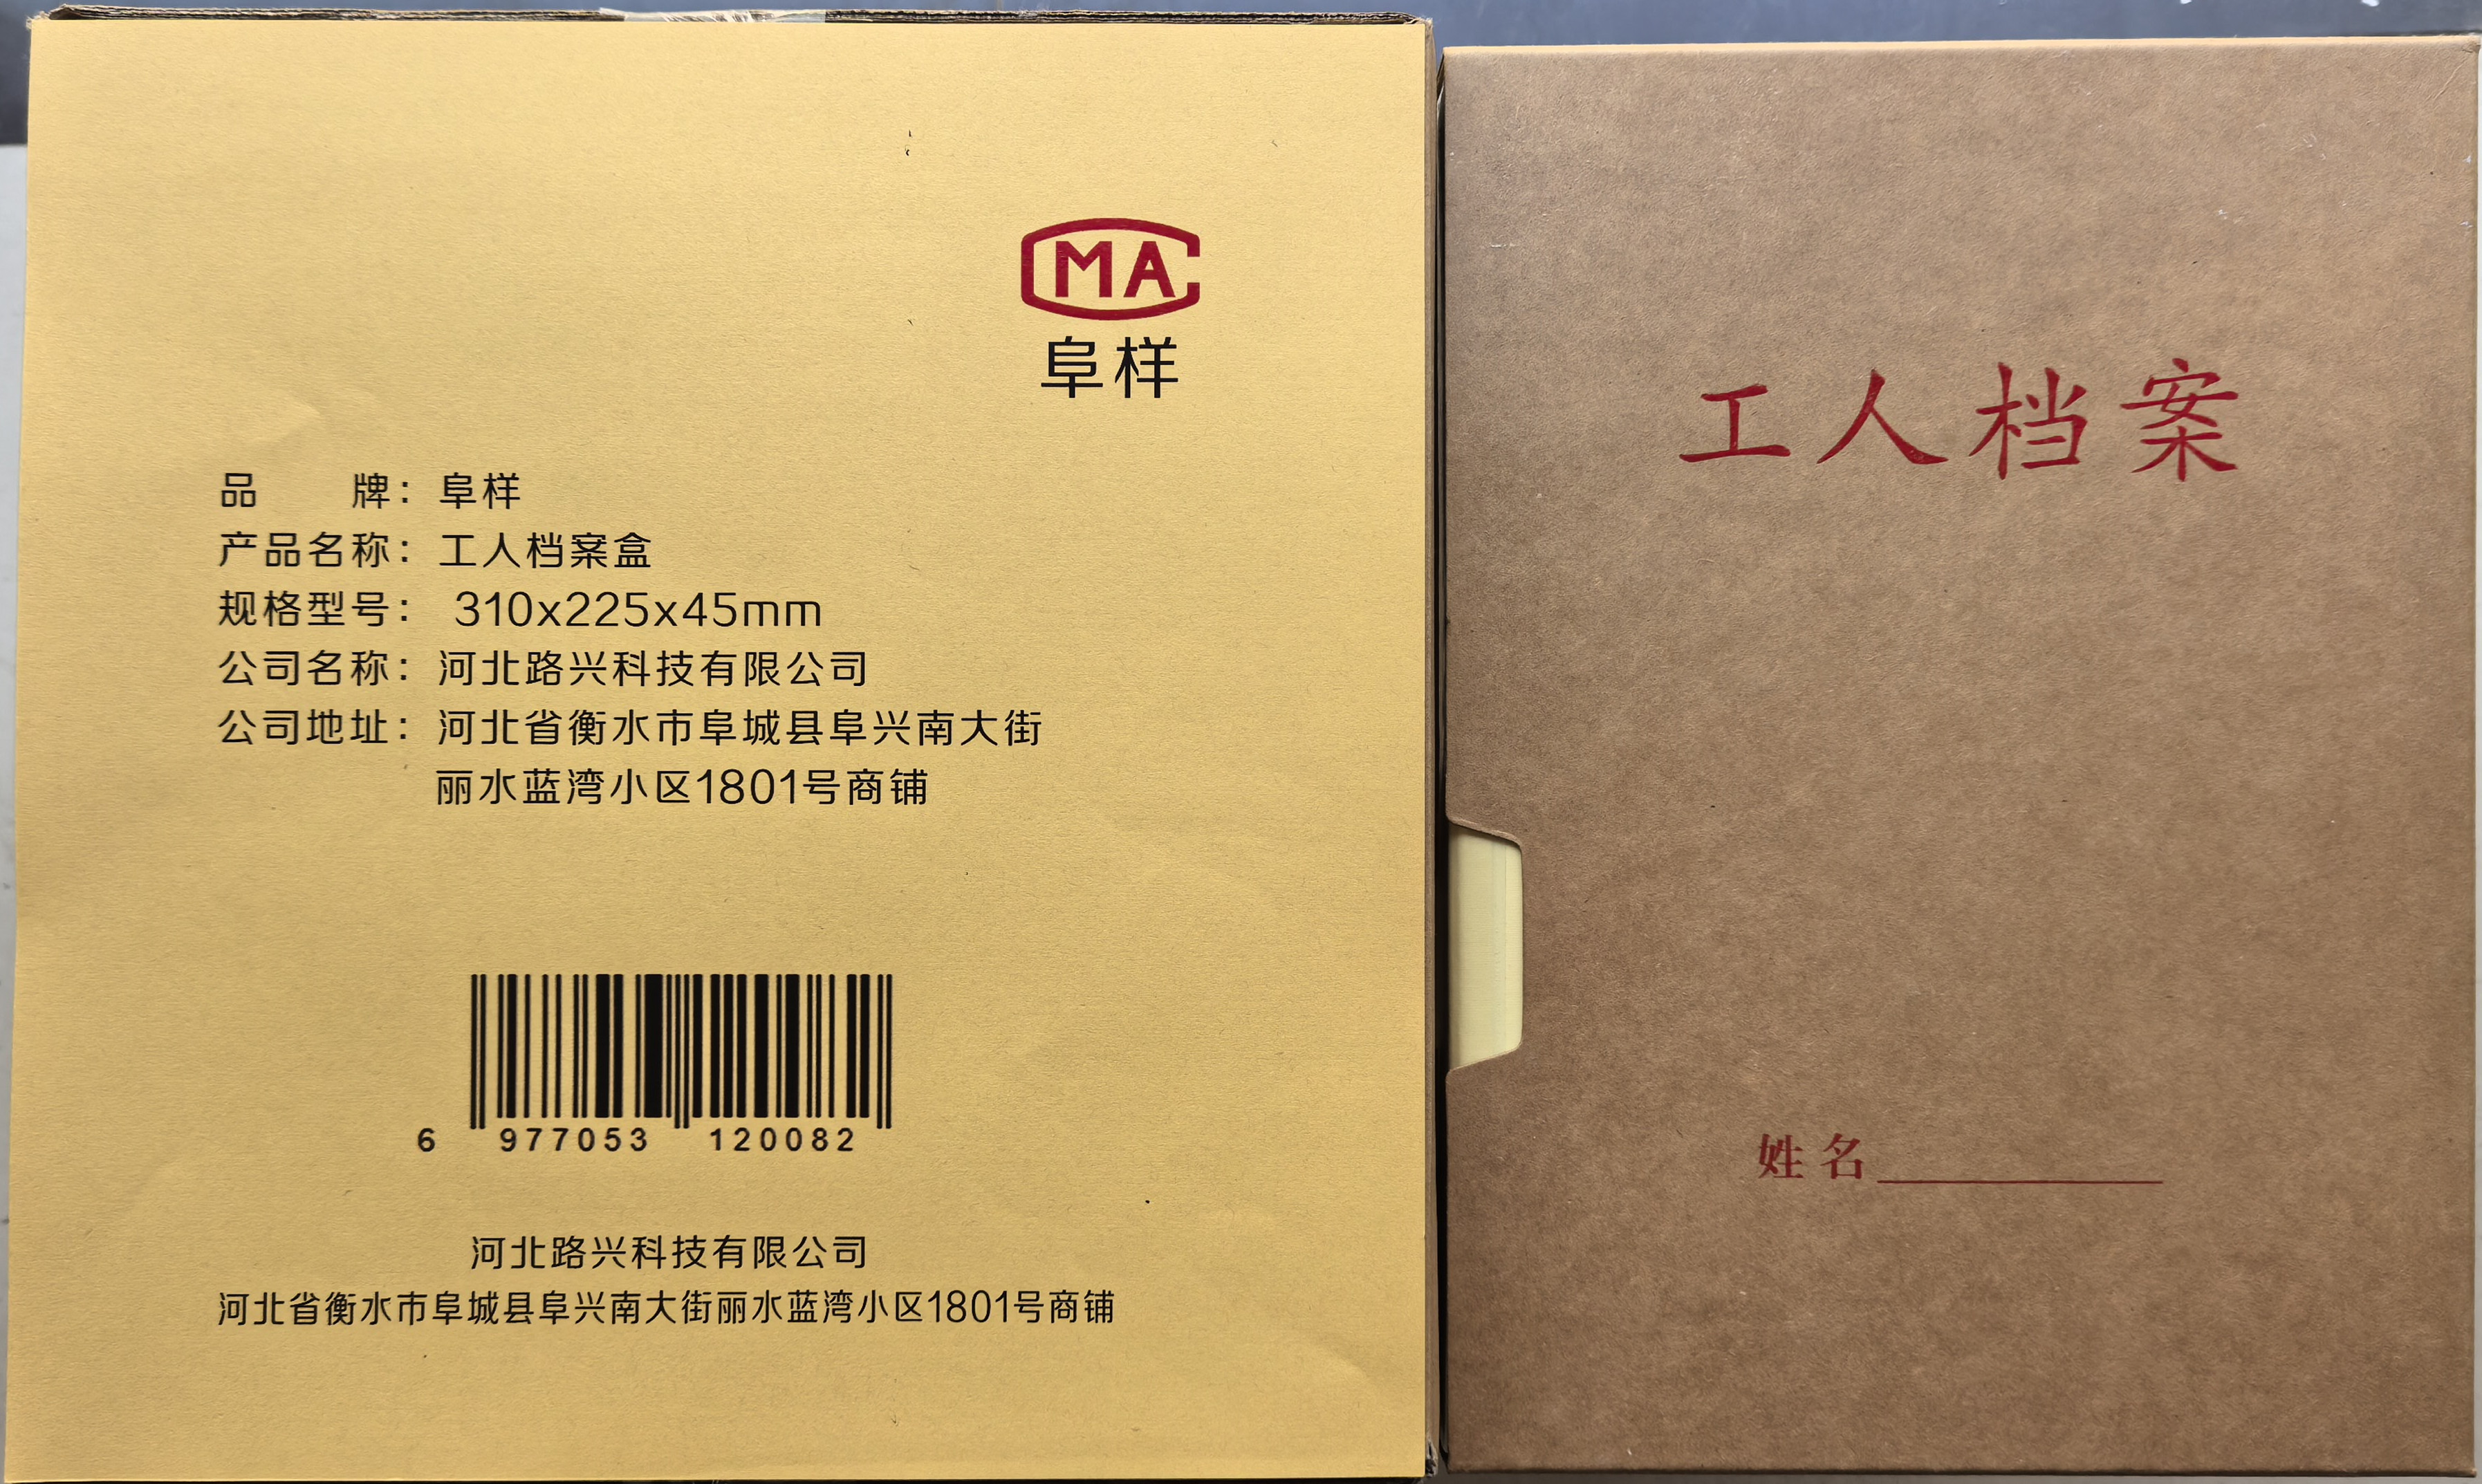 MA
阜样
品 牌：阜样
产品名称：工人档案盒
规格型号： 310x225x45mm
公司名称：河北路兴科技有限公司
公司地址：河北省衡水市阜城县阜兴南大街
丽水蓝湾小区1801号商铺
6 977053 120082
河北路兴科技有限公司
河北省衡水市阜城县阜兴南大街丽水蓝湾小区1801号商铺
工人档案
姓名